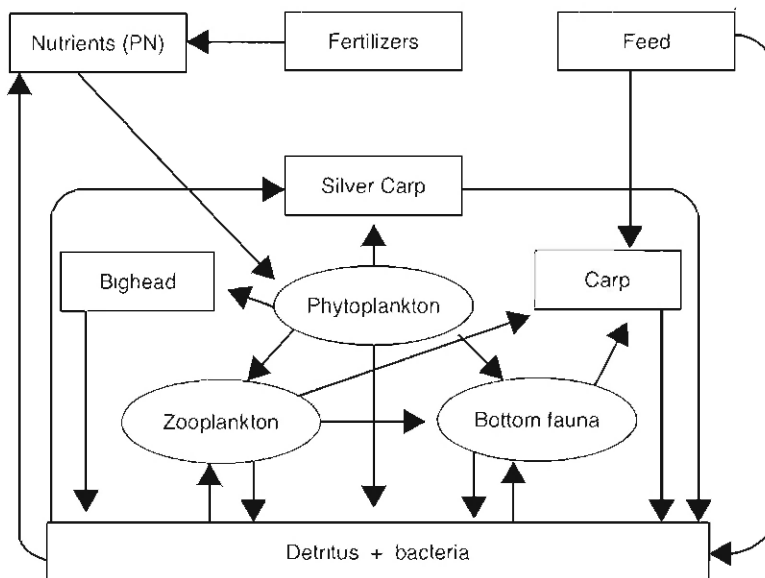 Nutrients (PN)
Fertilizers
Feed
Silver Carp
Bighead
Phytoplankton
Carp
Zooplankton
Bottom fauna
Detritus + bacteria